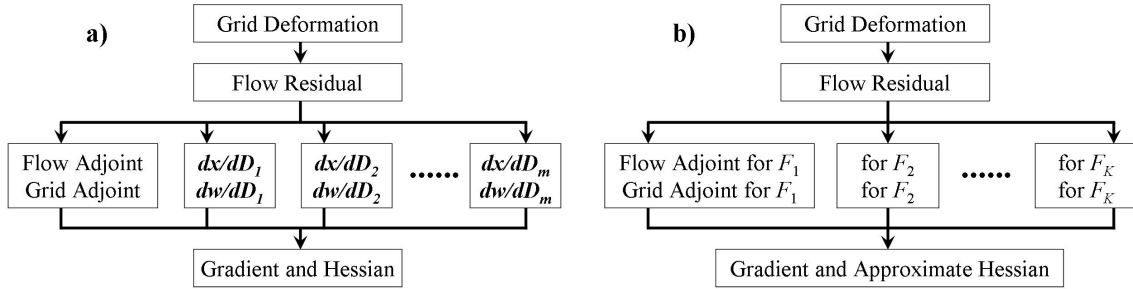 a)
Grid Deformation
Flow Residual
Flow Adjoint
Grid Adjoint
dx/dD1
dw/dD1
dx/dD2
dw/dD2
......
dx/dDm
dw/dDm
Gradient and Hessian
b)
Grid Deformation
Flow Residual
Flow Adjoint for F1
Grid Adjoint for F1
for F2
for F2
......
for FK
for FK
Gradient and Approximate Hessian